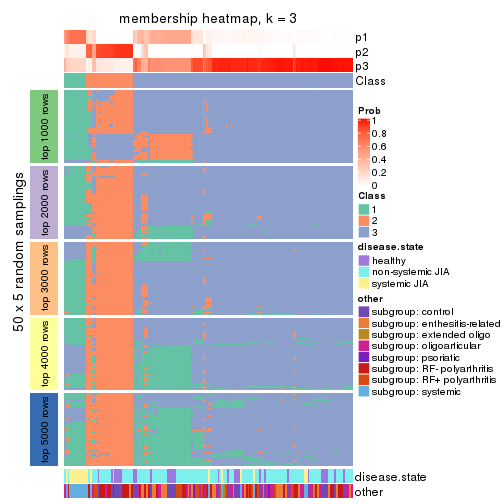 membership heatmap, k = 3
p1
p2
p3
Class
50 x 5 random samplings
top 1000 rows
top 2000 rows
top 3000 rows
top 4000 rows
top 5000 rows
Prob
1
0.8
0.6
0.4
0.2
0
Class
1
2
3
disease.state
healthy
non-systemic JIA
systemic JIA
other
subgroup: control
subgroup: enthesitis-related
subgroup: extended oligo
subgroup: oligoarticular
subgroup: psoriatic
subgroup: RF- polyarthritis
subgroup: RF+ polyarthritis
subgroup: systemic
disease.state
other